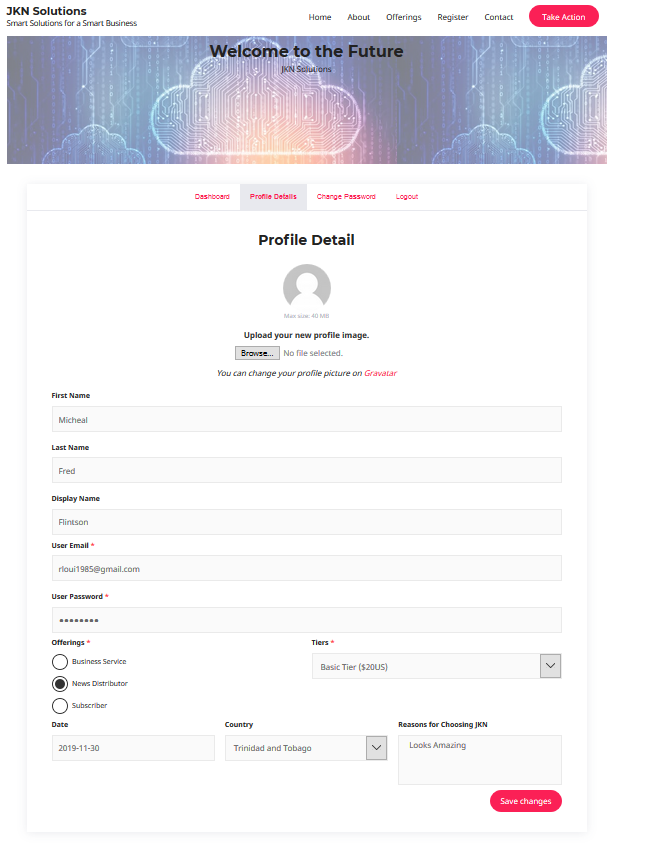 JKN Solutions
Smart Solutions for a Smart Business
Home About Offerings Register Contact Take Action
Welcome to the Future
JKN Solutions
Dashboard Profile Details Change Password Logout
Profile Detail
Max size: 40 MB
Upload your new profile image.
Browse... No file selected.
You can change your profile picture on Gravatar
First Name
Micheal
Last Name
Fred
Display Name
Flintson
User Email *
rloui1985@gmail.com
User Password *
••••••••
Offerings * Tiers *
Business Service
Basic Tier ($20US)
News Distributor
Subscriber
Date Country Reasons for Choosing JKN
2019-11-30 Trinidad and Tobago Looks Amazing
Save changes